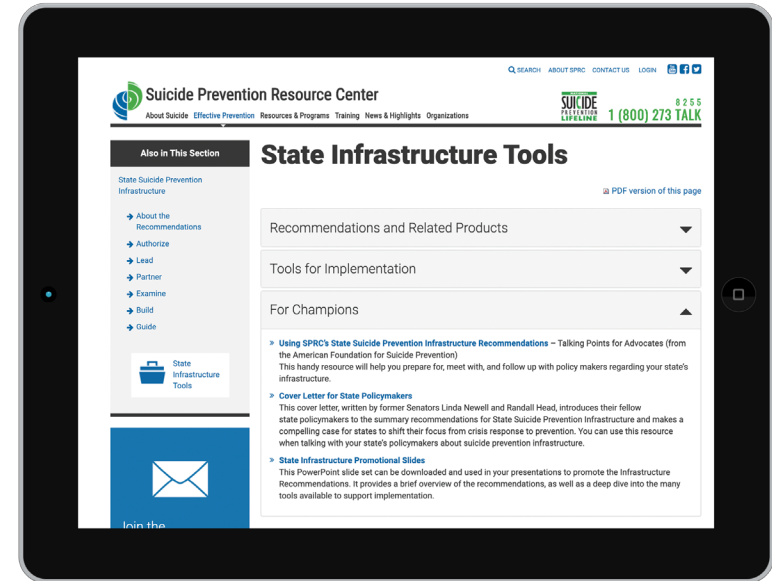 SEARCH ABOUT SPRC CONTACT US LOGIN
Suicide Prevention Resource Center
NATIONAL
SUICIDE
PREVENTION
LIFELINE
8 2 5 5
1 (800) 273 TALK
About Suicide Effective Prevention Resources & Programs Training News & Highlights Organizations
Also in This Section
State Suicide Prevention
Infrastructure
About the
Recommendations
Authorize
Lead
Partner
Examine
Build
Guide
State
Infrastructure
Tools
Join the
State Infrastructure Tools
PDF version of this page
Recommendations and Related Products
Tools for Implementation
For Champions
» Using SPRC's State Suicide Prevention Infrastructure Recommendations – Talking Points for Advocates (from
the American Foundation for Suicide Prevention)
This handy resource will help you prepare for, meet with, and follow up with policy makers regarding your state's
infrastructure.
» Cover Letter for State Policymakers
This cover letter, written by former Senators Linda Newell and Randall Head, introduces their fellow
state policymakers to the summary recommendations for State Suicide Prevention Infrastructure and makes a
compelling case for states to shift their focus from crisis response to prevention. You can use this resource
when talking with your state's policymakers about suicide prevention infrastructure.
» State Infrastructure Promotional Slides
This PowerPoint slide set can be downloaded and used in your presentations to promote the Infrastructure
Recommendations. It provides a brief overview of the recommendations, as well as a deep dive into the many
tools available to support implementation.